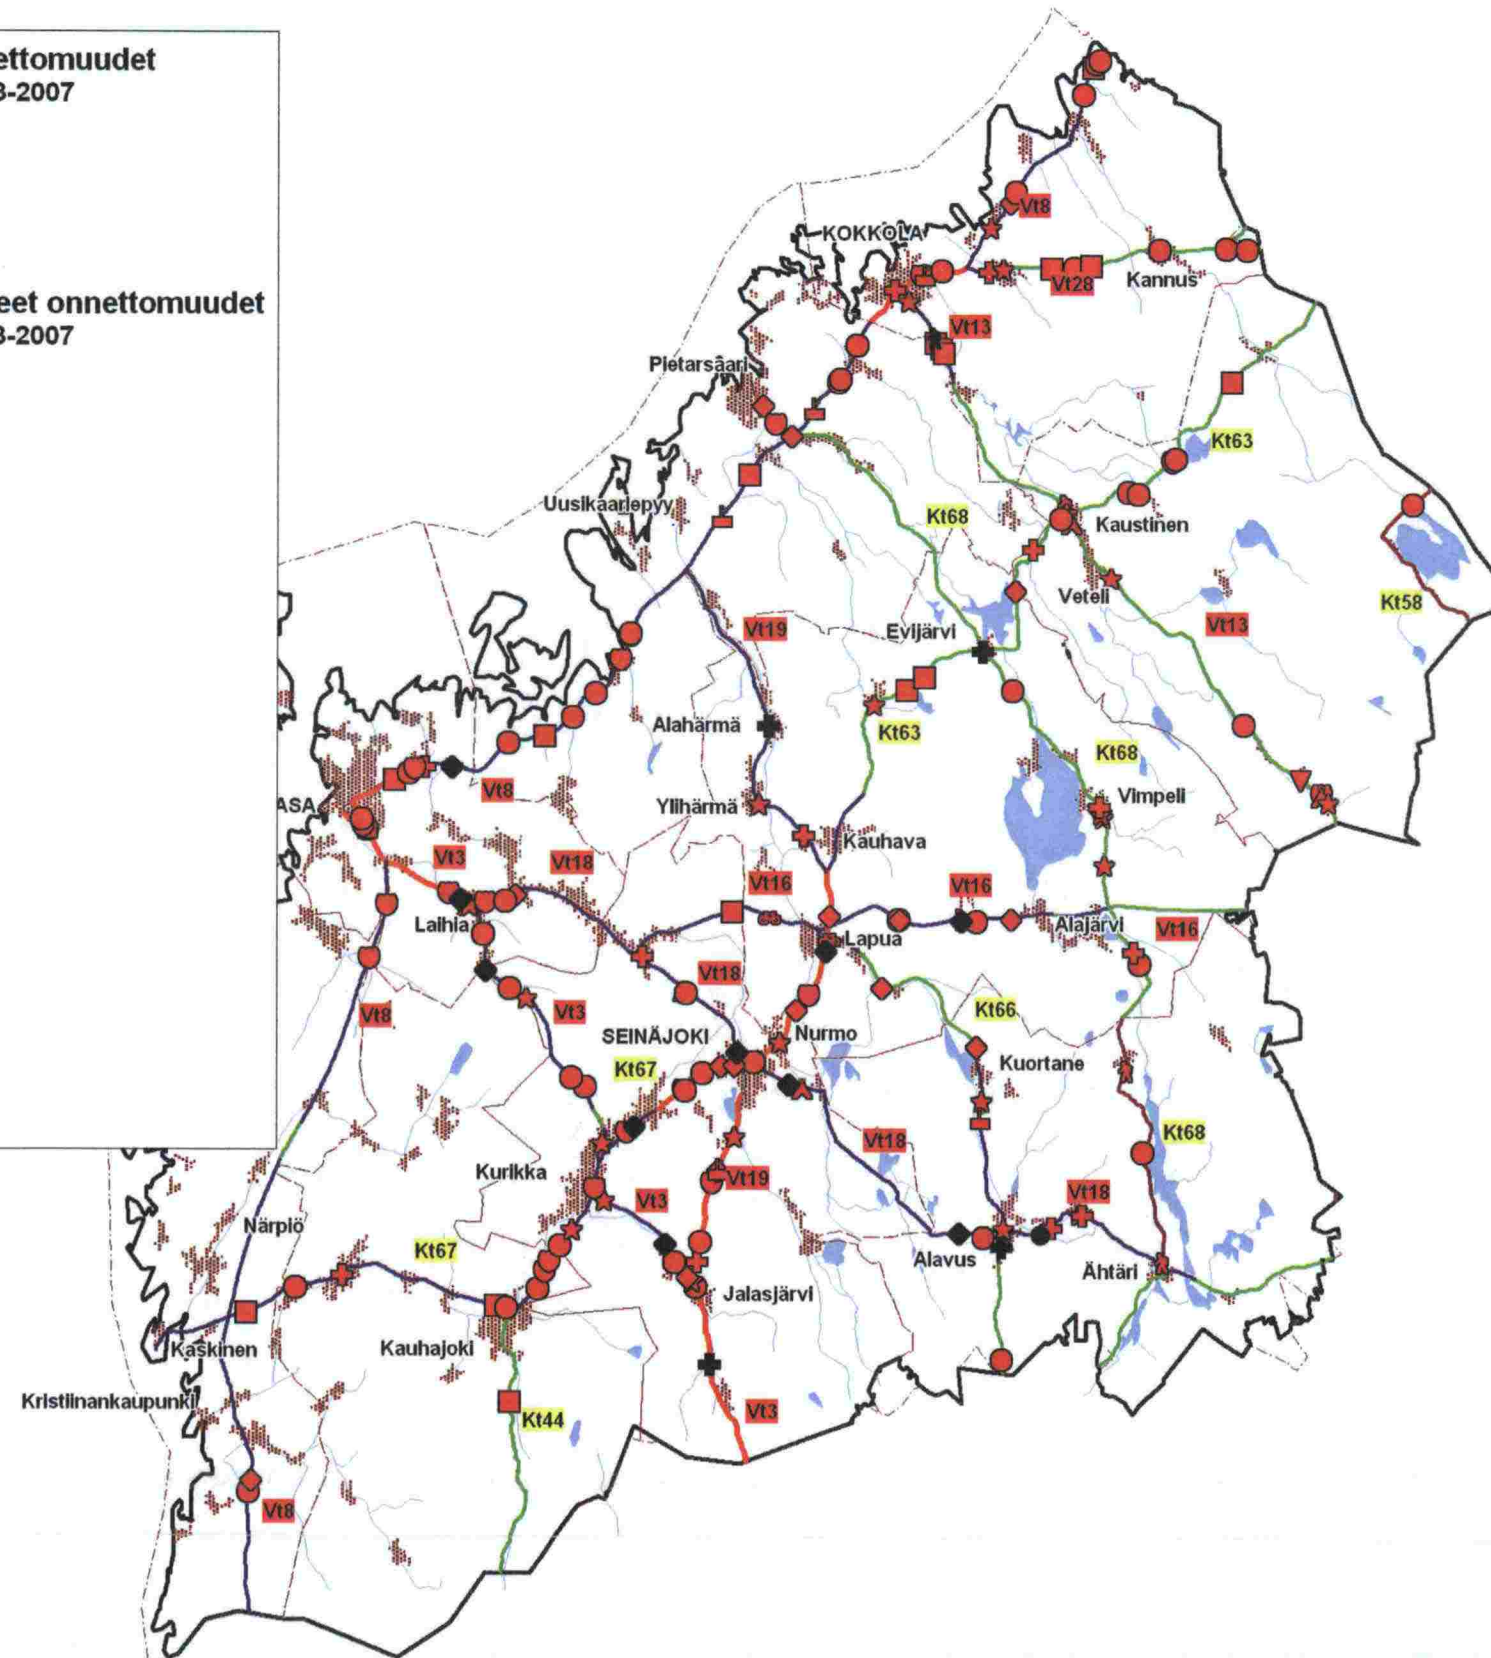 ettomuudet
3-2007
eet onnettomuudet
3-2007
Vt8
KOKKOLA
Vt28
Kannus
Vt13
Pietarsaari
Kt63
Uusikaarlepyy
Kt68
Kaustinen
Veteli
Kt58
Vt19
Evijärvi
Vt13
Alahärmä
Kt63
Kt68
Vt8
Ylihärmä
Vimpeli
ASA
Kauhava
Vt3
Vt18
Vt16
Vt16
Laihia
Lapua
Alajärvi
Vt16
Vt18
Vt8
Vt3
Kt66
SEINÄJOKI
Nurmo
Kt67
Kuortane
Vt18
Kt68
Kurikka
Vt19
Vt3
Vt18
Närpiö
Kt67
Alavus
Ähtäri
Jalasjärvi
Kaskinen
Kauhajoki
Kristiinankaupunki
Kt44
Vt3
Vt8